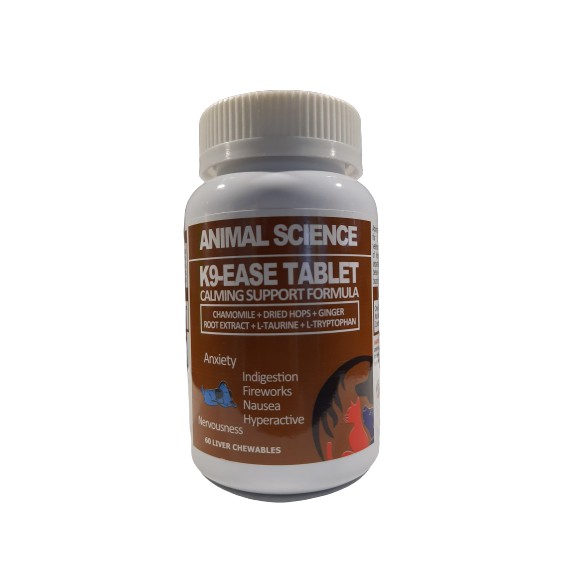 ANIMAL SCIENCE
K9-EASE TABLET
CALMING SUPPORT FORMULA
CHAMOMILE + DRIED HOPS + GINGER
ROOT EXTRACT + L-TAURINE + L-TRYPTOPHAN
Anxiety
Indigestion
Fireworks
Nausea
Hyperactive
Nervousness
60 LIVER CHEWABLES